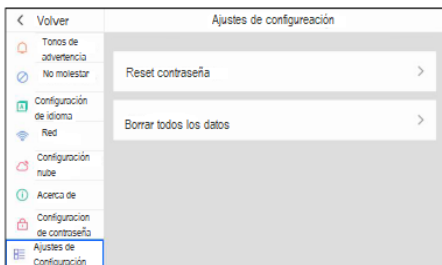 Volver
Ajustes de configureación
Tonos de
advertencia
No molestar
Configuración
de idioma
Red
Configuración
nube
Acerca de
Configuracion
de contraseña
Ajustes de
Configuración
Reset contraseña
Borrar todos los datos